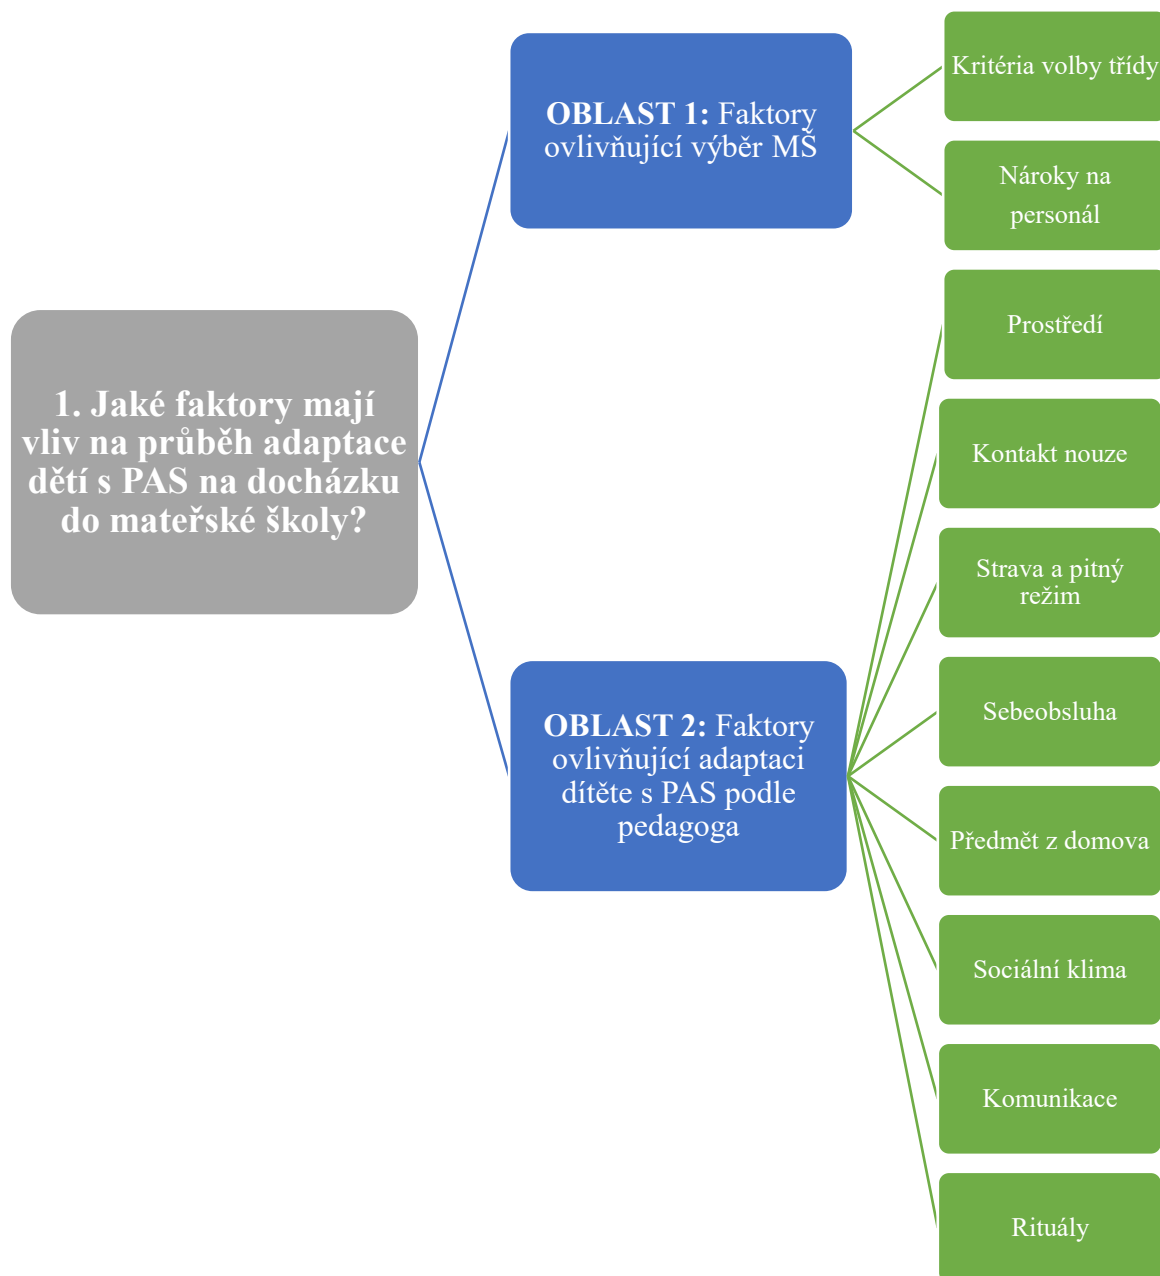 1. Jaké faktory mají
vliv na průběh adaptace
dětí s PAS na docházku
do mateřské školy?
OBLAST 1: Faktory
ovlivňující výběr MŠ
Kritéria volby třídy
Nároky na
personál
OBLAST 2: Faktory
ovlivňující adaptaci
dítěte s PAS podle
pedagoga
Prostředí
Kontakt nouze
Strava a pitný
režim
Sebeobsluha
Předmět z domova
Sociální klima
Komunikace
Rituály